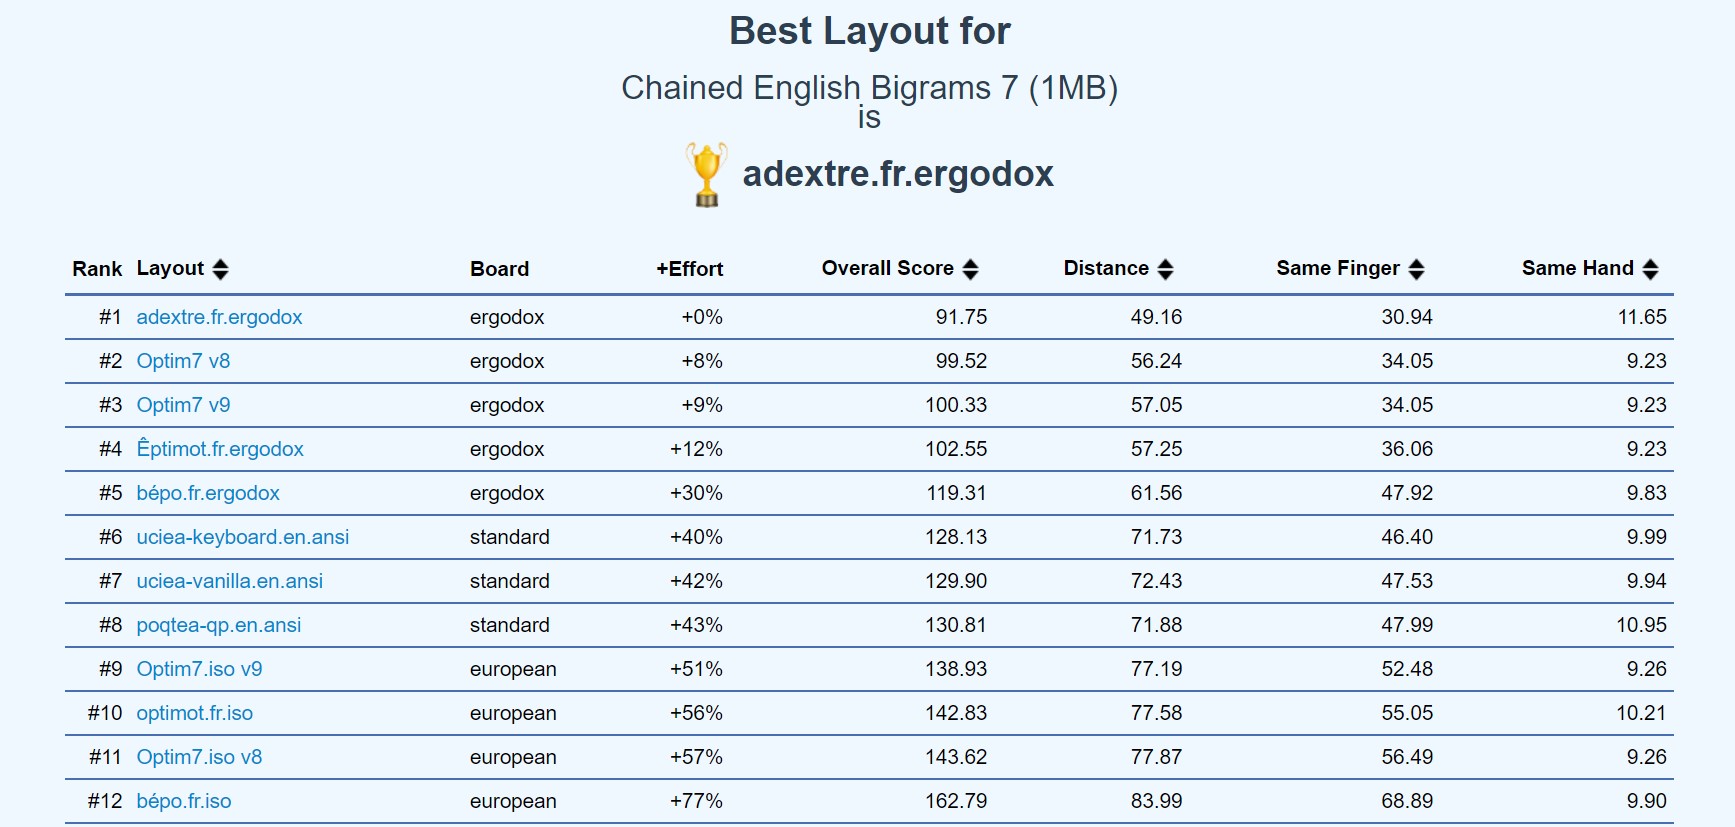 Best Layout for
Chained English Bigrams 7 (1MB)
is
adextre.fr.ergodox
Rank Layout Board +Effort Overall Score Distance Same Finger Same Hand
#1 adextre.fr.ergodox ergodox +0% 91.75 49.16 30.94 11.65
#2 Optim7 v8 ergodox +8% 99.52 56.24 34.05 9.23
#3 Optim7 v9 ergodox +9% 100.33 57.05 34.05 9.23
#4 Êptimot.fr.ergodox ergodox +12% 102.55 57.25 36.06 9.23
#5 bépo.fr.ergodox ergodox +30% 119.31 61.56 47.92 9.83
#6 uciea-keyboard.en.ansi standard +40% 128.13 71.73 46.40 9.99
#7 uciea-vanilla.en.ansi standard +42% 129.90 72.43 47.53 9.94
#8 poqtea-qp.en.ansi standard +43% 130.81 71.88 47.99 10.95
#9 Optim7.iso v9 european +51% 138.93 77.19 52.48 9.26
#10 optimot.fr.iso european +56% 142.83 77.58 55.05 10.21
#11 Optim7.iso v8 european +57% 143.62 77.87 56.49 9.26
#12 bépo.fr.iso european +77% 162.79 83.99 68.89 9.90